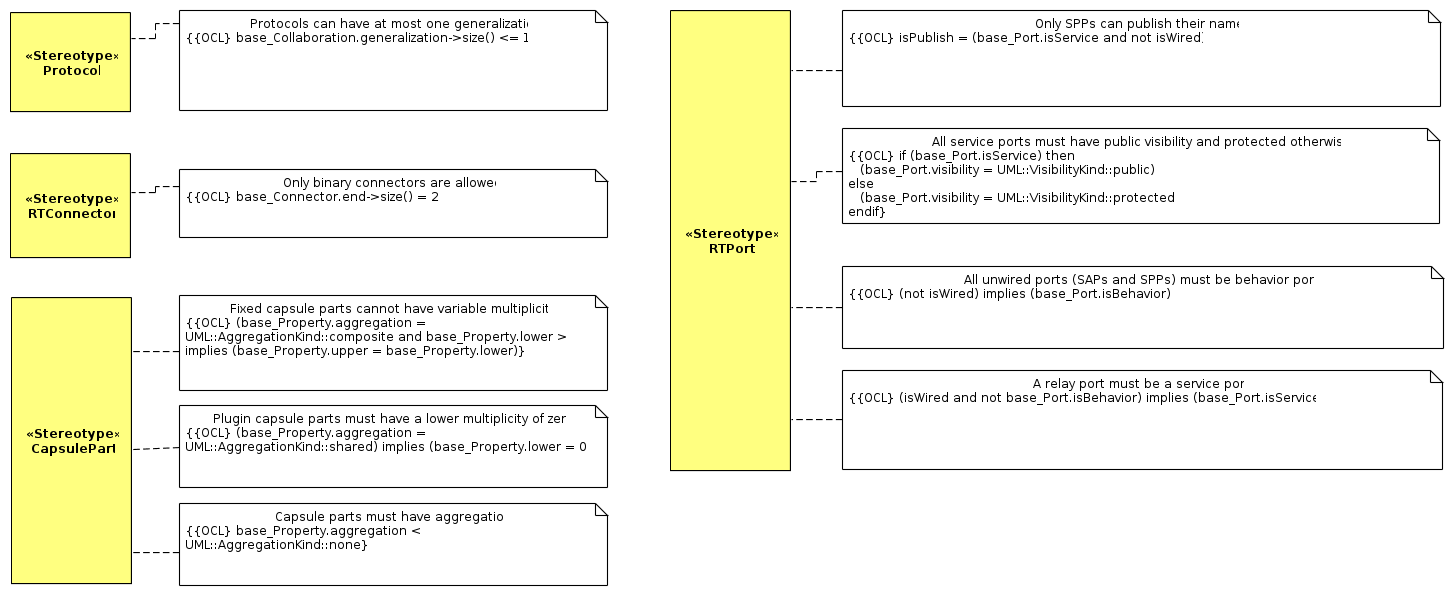 «Stereotype»
Protocol
Protocols can have at most one generalizati
{{OCL} base_Collaboration.generalization->size() <= 1
«Stereotype»
RTConnector
Only binary connectors are allowe
{{OCL} base_Connector.end->size() = 2
«Stereotype»
CapsulePart
Fixed capsule parts cannot have variable multiplicit
{{OCL} (base_Property.aggregation =
UML::AggregationKind::composite and base_Property.lower >
implies (base_Property.upper = base_Property.lower)}
Plugin capsule parts must have a lower multiplicity of zer
{{OCL} (base_Property.aggregation =
UML::AggregationKind::shared) implies (base_Property.lower = 0
Capsule parts must have aggregatio
{{OCL} base_Property.aggregation <
UML::AggregationKind::none}
«Stereotype»
RTPort
Only SPPs can publish their name
{{OCL} isPublish = (base_Port.isService and not isWired)
All service ports must have public visibility and protected otherwis
{{OCL} if (base_Port.isService) then
(base_Port.visibility = UML::VisibilityKind::public)
else
(base_Port.visibility = UML::VisibilityKind::protected
endif}
All unwired ports (SAPs and SPPs) must be behavior por
{{OCL} (not isWired) implies (base_Port.isBehavior)
A relay port must be a service por
{{OCL} (isWired and not base_Port.isBehavior) implies (base_Port.isService